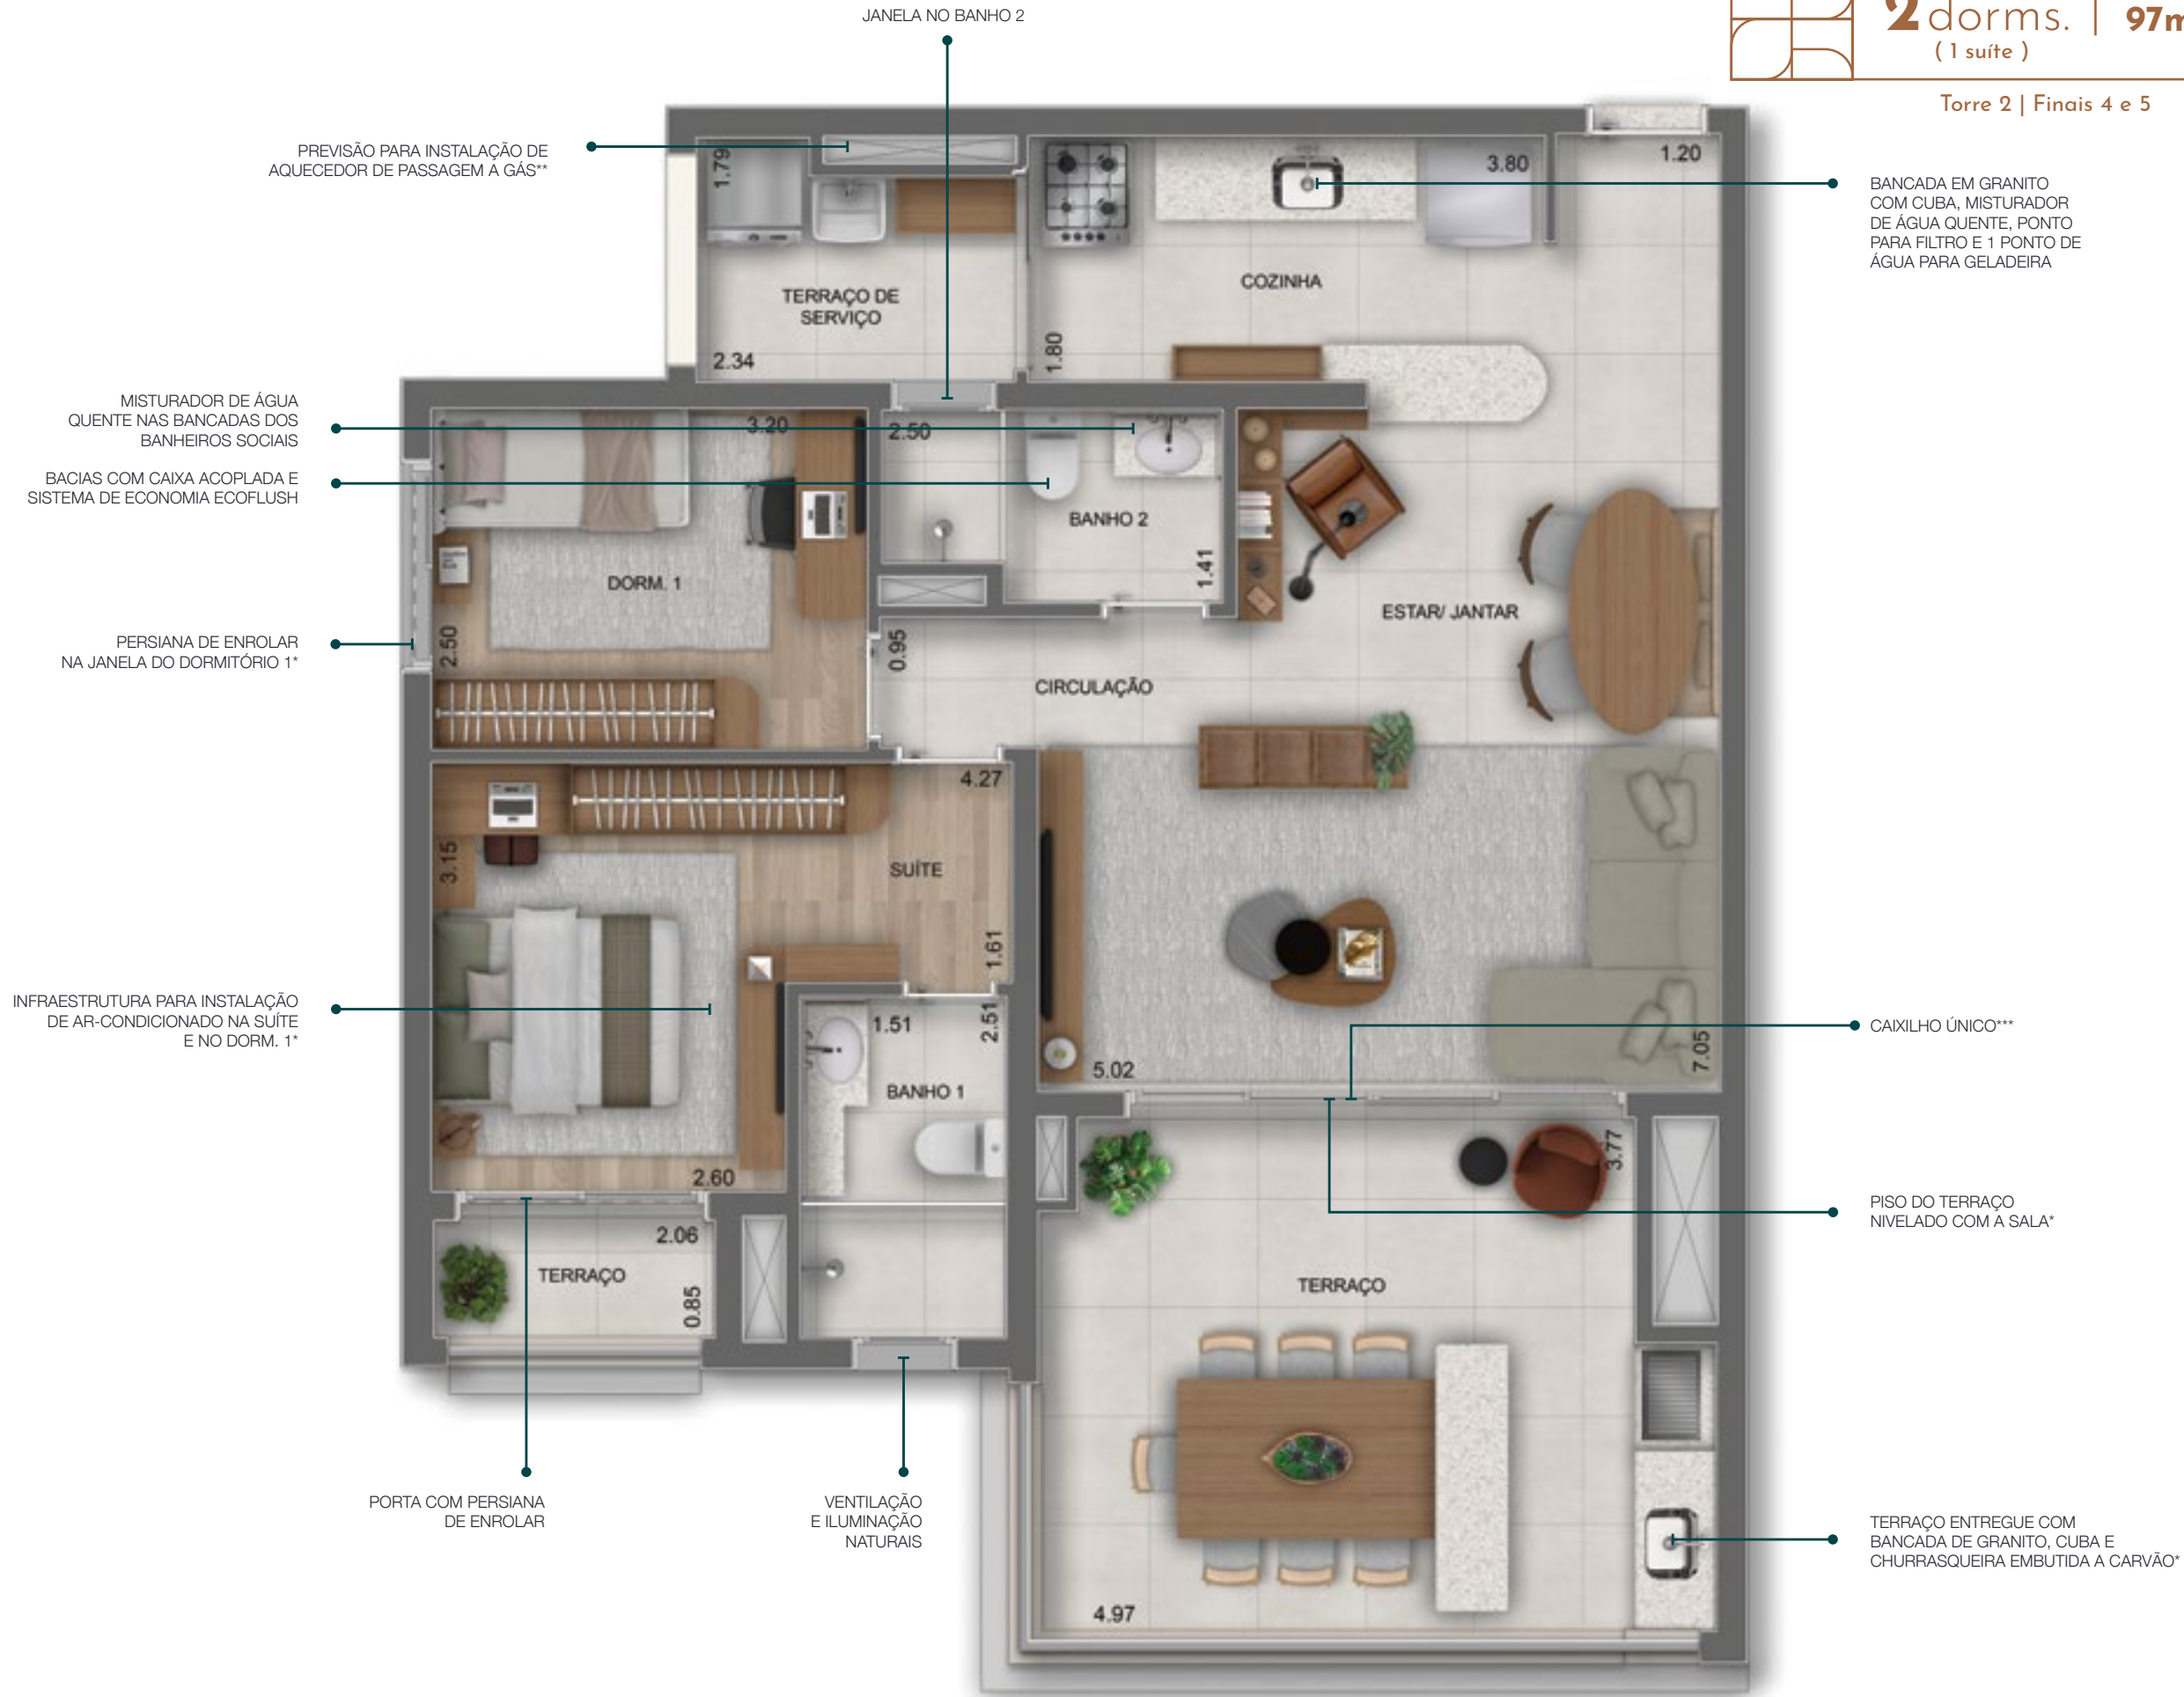 JANELA NO BANHO 2
2 dorms. | 97m
( 1 suíte )
Torre 2 | Finais 4 e 5
PREVISÃO PARA INSTALAÇÃO DE
AQUECEDOR DE PASSAGEM A GÁS**
1.79
3.80
1.20
BANCADA EM GRANITO
COM CUBA, MISTURADOR
DE ÁGUA QUENTE, PONTO
PARA FILTRO E 1 PONTO DE
ÁGUA PARA GELADEIRA
COZINHA
TERRAÇO DE
SERVIÇO
2.34
1.80
MISTURADOR DE ÁGUA
QUENTE NAS BANCADAS DOS
BANHEIROS SOCIAIS
3.20
2.50
BACIAS COM CAIXA ACOPLADA E
SISTEMA DE ECONOMIA ECOFLUSH
BANHO 2
1.41
DORM. 1
ESTAR/ JANTAR
PERSIANA DE ENROLAR
NA JANELA DO DORMITÓRIO 1*
2.50
0.95
CIRCULAÇÃO
4.27
3.15
SUÍTE
1.61
INFRAESTRUTURA PARA INSTALAÇÃO
DE AR-CONDICIONADO NA SUÍTE
E NO DORM. 1*
1.51
2.51
CAIXILHO ÚNICO***
7.05
5.02
BANHO 1
3.77
2.60
PISO DO TERRAÇO
NIVELADO COM A SALA*
2.06
TERRAÇO
0.85
TERRAÇO
PORTA COM PERSIANA
DE ENROLAR
VENTILAÇÃO
E ILUMINAÇÃO
NATURAIS
TERRAÇO ENTREGUE COM
BANCADA DE GRANITO, CUBA E
CHURRASQUEIRA EMBUTIDA A CARVÃO*
4.97